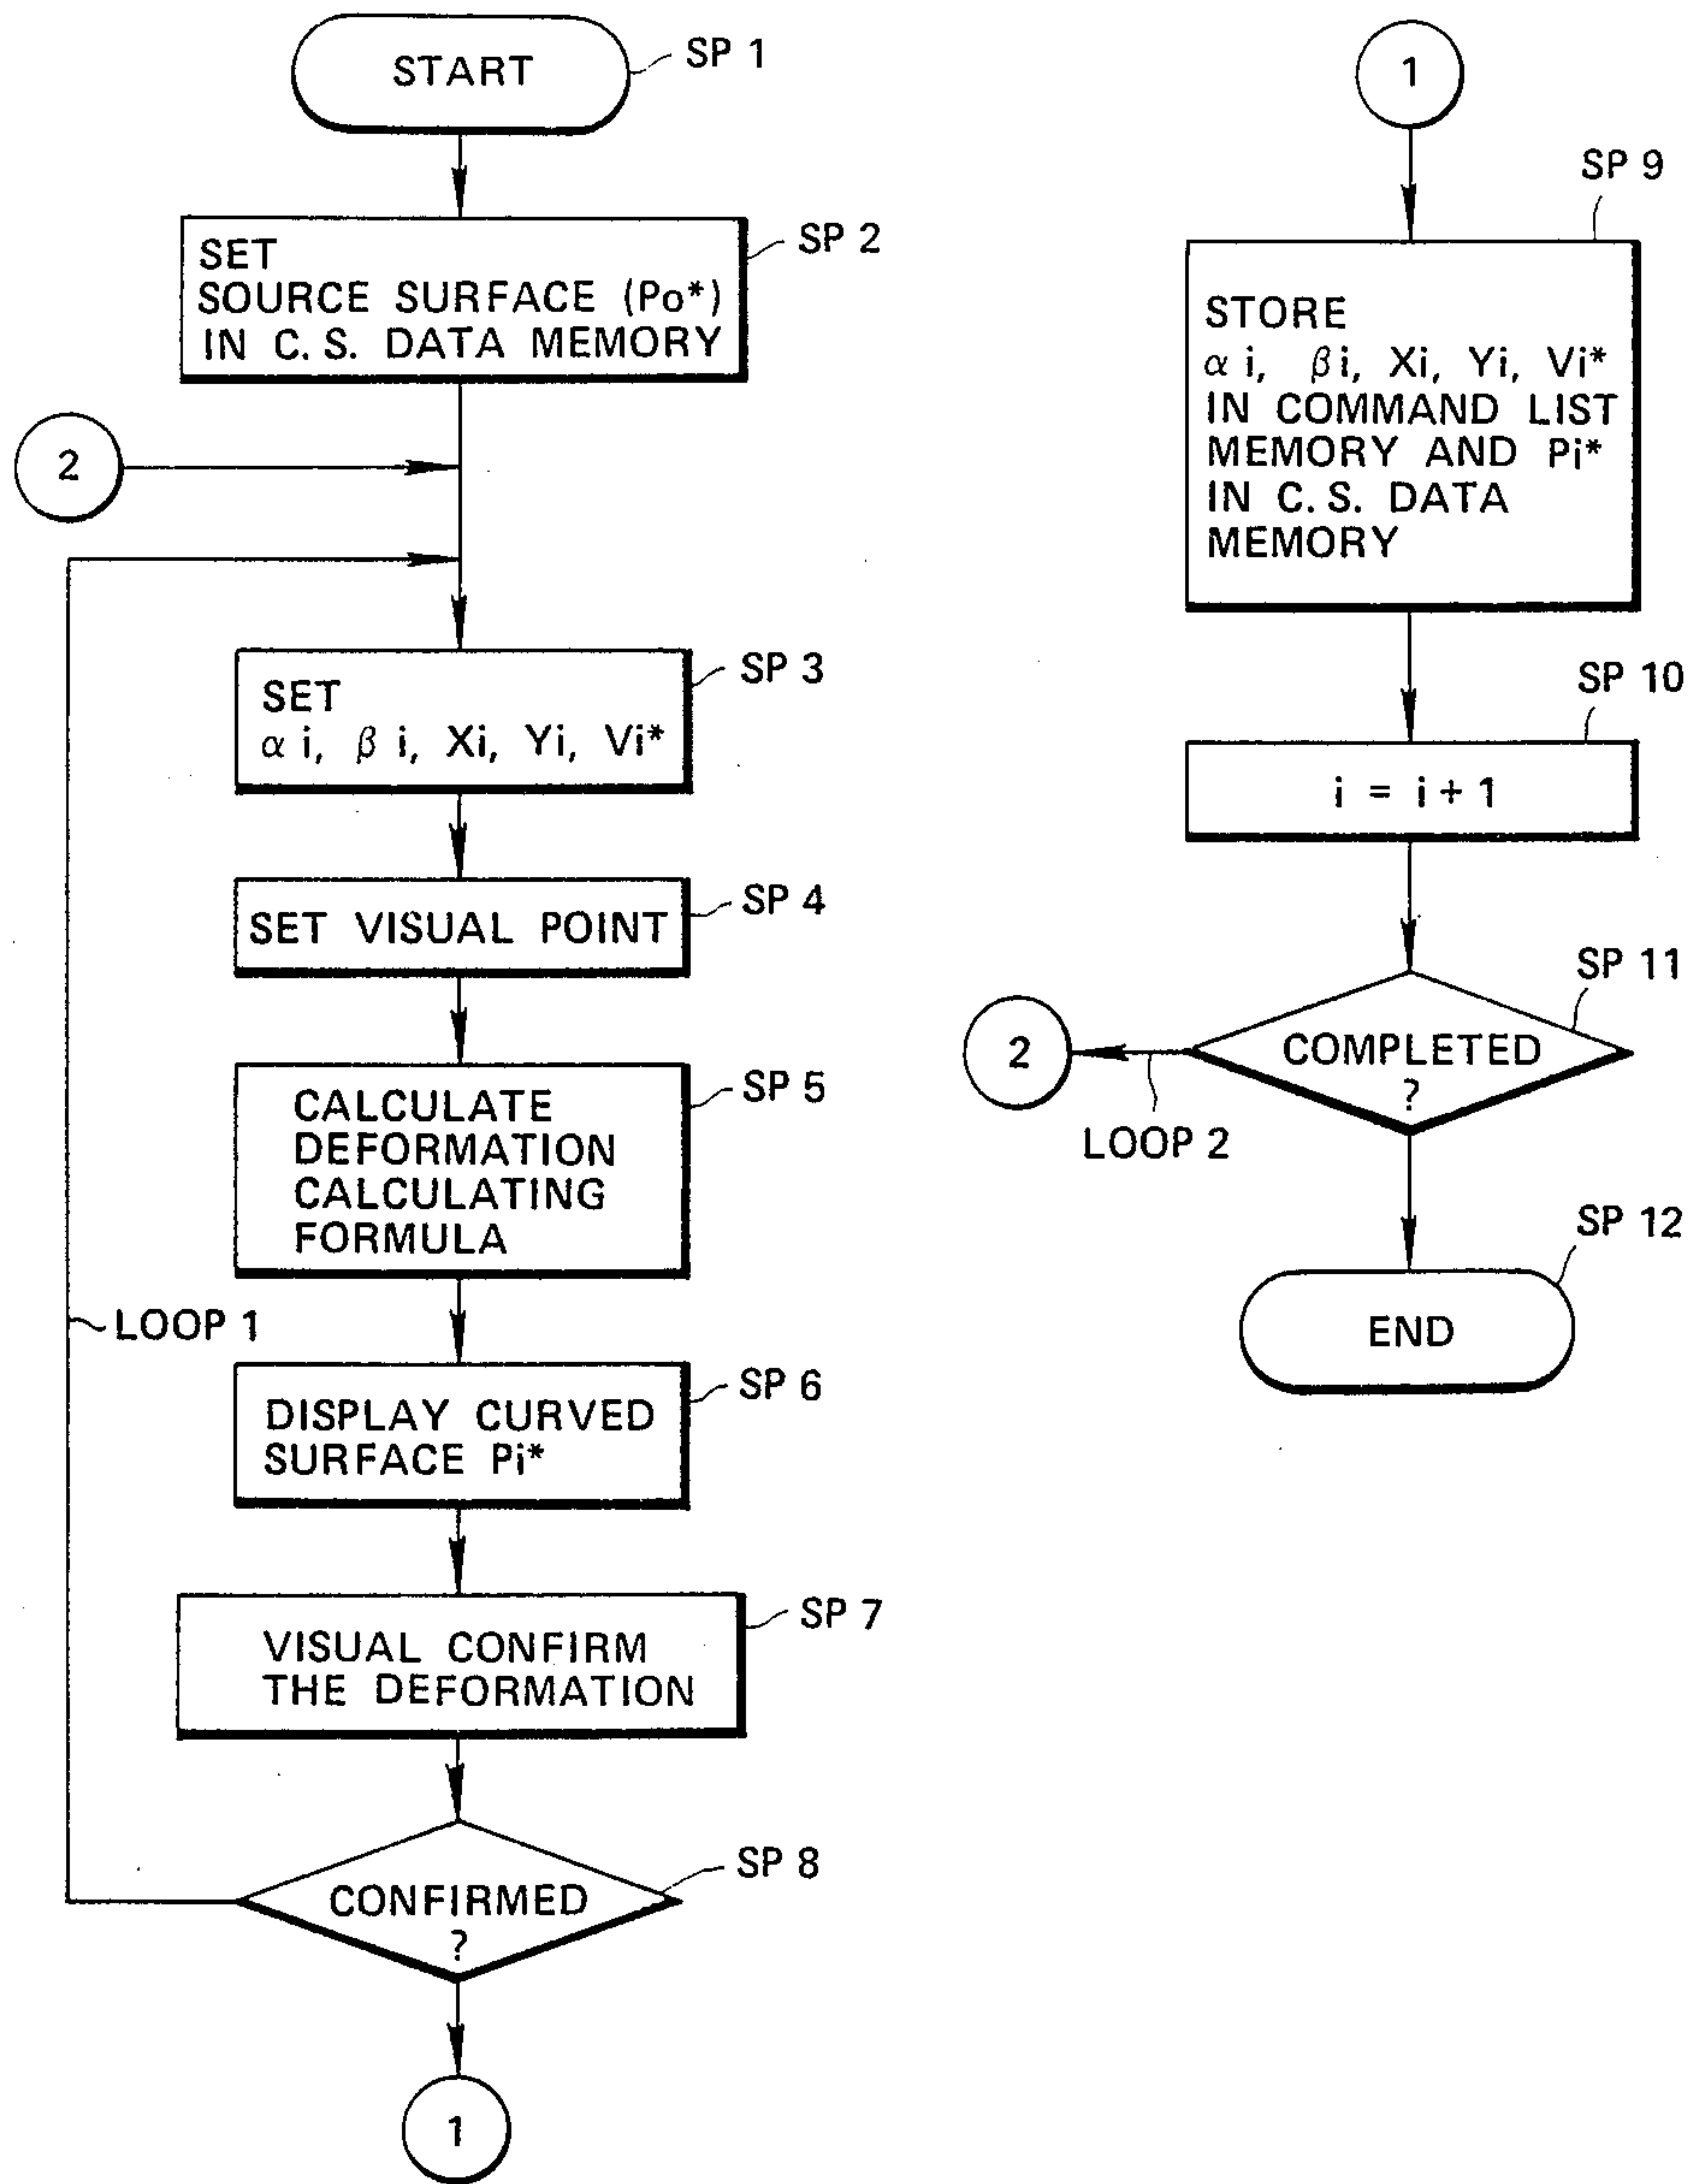 START
SP 1
SET
SOURCE SURFACE (Po*)
IN C. S. DATA MEMORY
SP 2
2
SET
α i, β i, Xi, Yi, Vi*
SP 3
SET VISUAL POINT
SP 4
CALCULATE
DEFORMATION
CALCULATING
FORMULA
SP 5
LOOP 1
DISPLAY CURVED
SURFACE Pi*
SP 6
VISUAL CONFIRM
THE DEFORMATION
SP 7
CONFIRMED
?
SP 8
1
1
SP 9
STORE
α i, β i, Xi, Yi, Vi*
IN COMMAND LIST
MEMORY AND Pi*
IN C. S. DATA
MEMORY
SP 10
i = i + 1
SP 11
COMPLETED
?
2
LOOP 2
SP 12
END